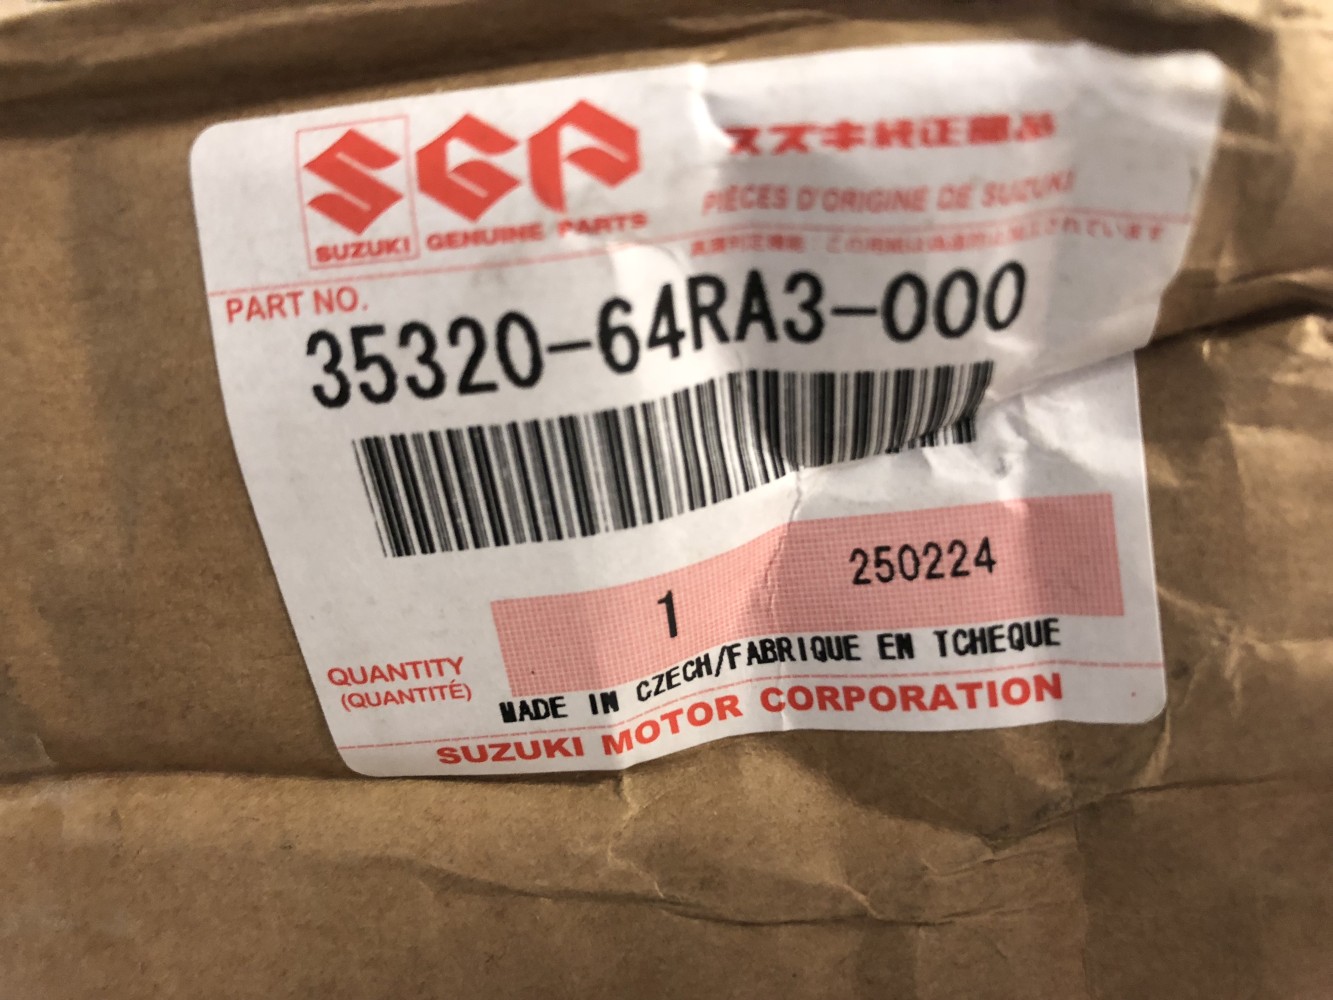 SGP
スズキ純正部品
SUZUKI GENUINE PARTS
PIÈCES D'ORIGINE DE SUZUKI
PART NO.
35320-64RA3-000
250224
1
QUANTITY
(QUANTITÉ)
MADE IN CZECH/FABRIQUE EN TCHEQUE
SUZUKI MOTOR CORPORATION